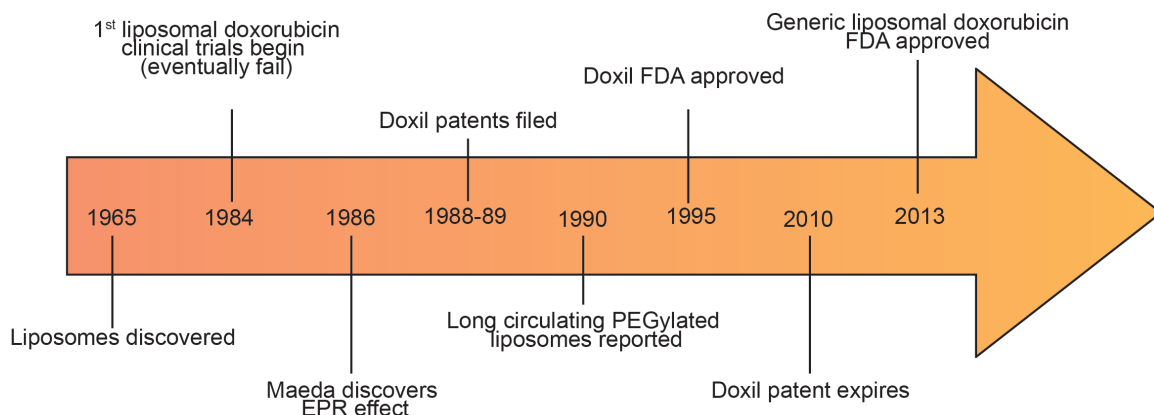 1st liposomal doxorubicin
clinical trials begin
(eventually fail)
Doxil patents filed
Doxil FDA approved
Generic liposomal doxorubicin
FDA approved
1965
1984
1986
1988-89
1990
1995
2010
2013
Liposomes discovered
Maeda discovers
EPR effect
Long circulating PEGylated
liposomes reported
Doxil patent expires